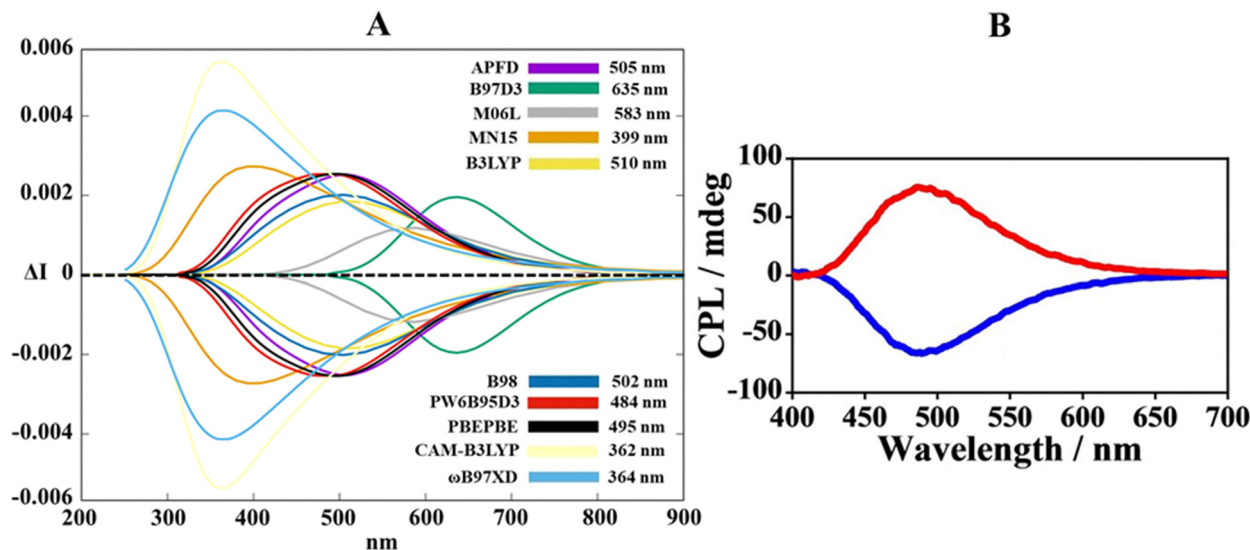 A
0.006
0.004
0.002
ΔI 0
-0.002
-0.004
-0.006
200 300 400 500 600 700 800 900
nm
APFD 505 nm
B97D3 635 nm
M06L 583 nm
MN15 399 nm
B3LYP 510 nm
B98 502 nm
PW6B95D3 484 nm
PBEPBE 495 nm
CAM-B3LYP 362 nm
ωB97XD 364 nm
B
CPL / mdeg
100
50
0
-50
-100
400 450 500 550 600 650 700
Wavelength / nm